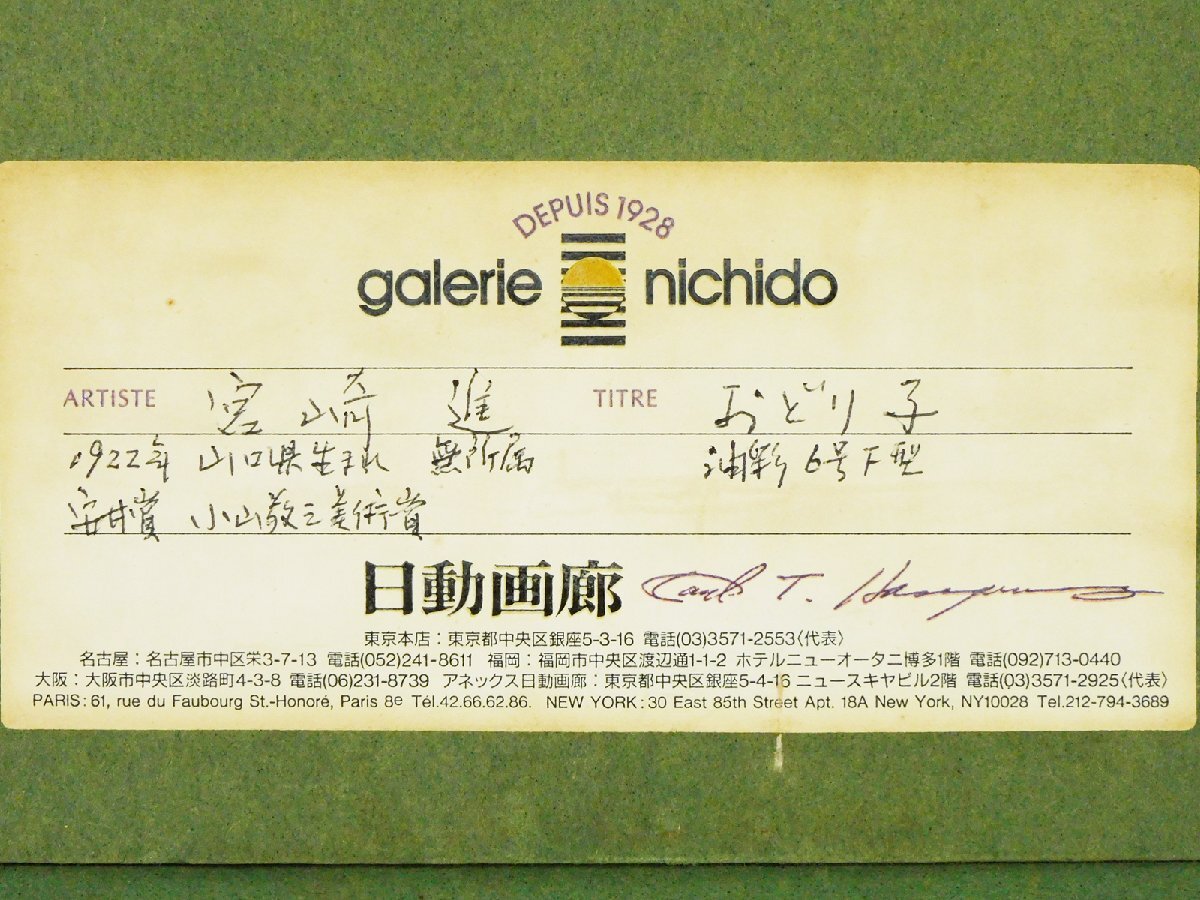 DEPUIS 1928
galerie nichido
ARTISTE 宮崎 進 TITRE おどり子
1922年 山口県生まれ 無所属 油彩 6号F型
安井賞 小山敬三美術賞
日動画廊
東京本店：東京都中央区銀座5-3-16 電話(03)3571-2553〈代表〉
名古屋：名古屋市中区栄3-7-13 電話(052)241-8611 福岡：福岡市中央区渡辺通1-1-2 ホテルニューオータニ博多1階 電話(092)713-0440
大阪：大阪市中央区淡路町4-3-8 電話(06)231-8739 アネックス日動画廊：東京都中央区銀座5-4-16 ニュースキヤビル2階 電話(03)3571-2925〈代表〉
PARIS: 61, rue du Faubourg St.-Honoré, Paris 8e Tél.42.66.62.86. NEW YORK: 30 East 85th Street Apt. 18A New York, NY10028 Tel.212-794-3689